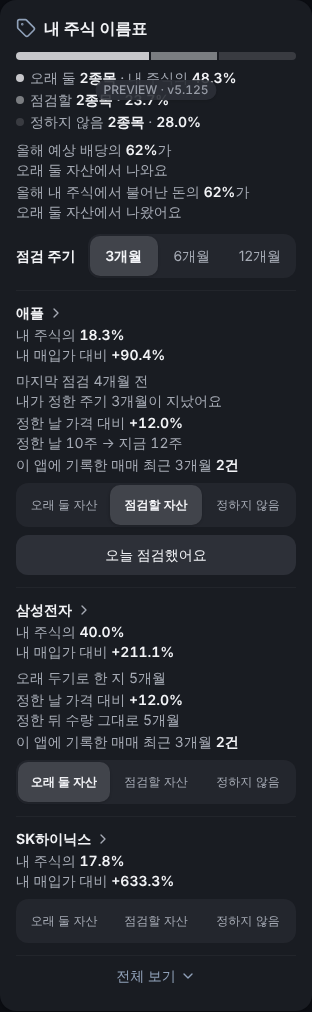 내 주식 이름표
오래 둘 2종목 · 내 주식의 48.3%
PREVIEW · v5.125
점검할 2종목 · 23.7%
정하지 않음 2종목 · 28.0%
올해 예상 배당의 62%가
오래 둘 자산에서 나와요
올해 내 주식에서 불어난 돈의 62%가
오래 둘 자산에서 나왔어요
점검 주기 3개월 6개월 12개월
애플
내 주식의 18.3%
내 매입가 대비 +90.4%
마지막 점검 4개월 전
내가 정한 주기 3개월이 지났어요
정한 날 가격 대비 +12.0%
정한 날 10주 → 지금 12주
이 앱에 기록한 매매 최근 3개월 2건
오래 둘 자산 점검할 자산 정하지 않음
오늘 점검했어요
삼성전자
내 주식의 40.0%
내 매입가 대비 +211.1%
오래 두기로 한 지 5개월
정한 날 가격 대비 +12.0%
정한 뒤 수량 그대로 5개월
이 앱에 기록한 매매 최근 3개월 2건
오래 둘 자산 점검할 자산 정하지 않음
SK하이닉스
내 주식의 17.8%
내 매입가 대비 +633.3%
오래 둘 자산 점검할 자산 정하지 않음
전체 보기